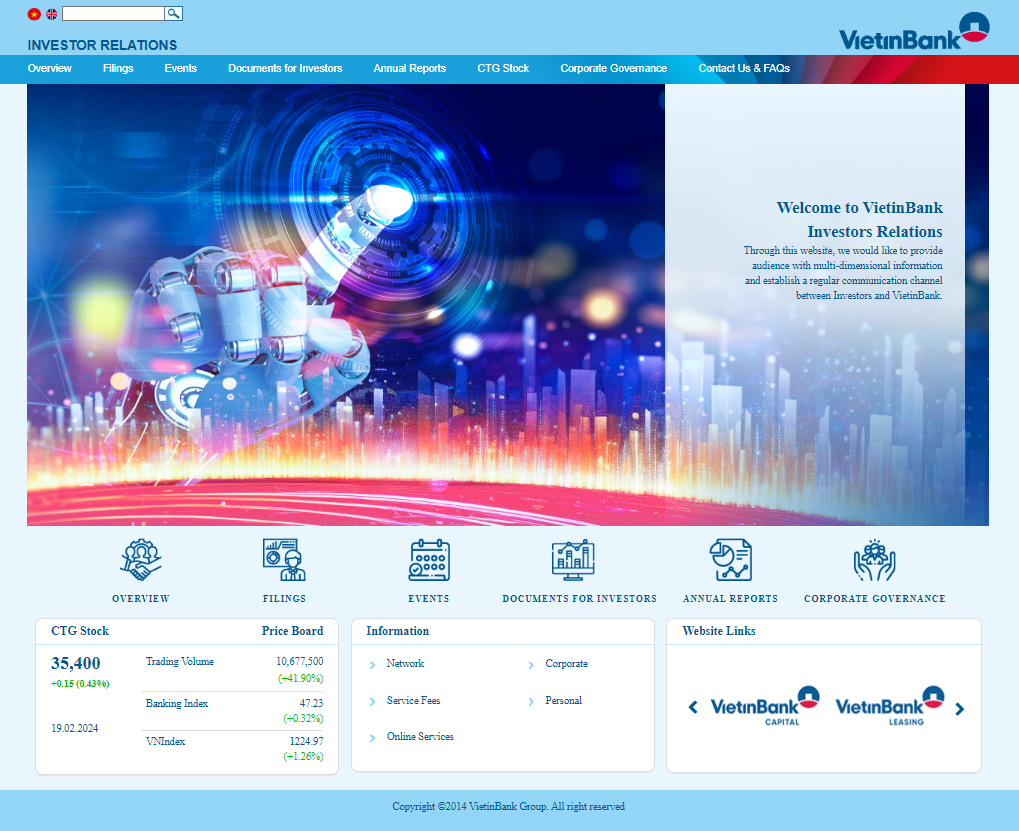 INVESTOR RELATIONS
VietinBank
Overview Filings Events Documents for Investors Annual Reports CTG Stock Corporate Governance Contact Us & FAQs
Welcome to VietinBank
Investors Relations
Through this website, we would like to provide
audience with multi-dimensional information
and establish a regular communication channel
between Investors and VietinBank.
OVERVIEW FILINGS EVENTS DOCUMENTS FOR INVESTORS ANNUAL REPORTS CORPORATE GOVERNANCE
CTG Stock Price Board
35,400
+0.15 (0.43%)
19.02.2024
Trading Volume 10,677,500
(+41.90%)
Banking Index 47.23
(+0.32%)
VNIndex 1224.97
(+1.26%)
Information
Network Corporate
Service Fees Personal
Online Services
Website Links
VietinBank
CAPITAL
VietinBank
LEASING
Copyright ©2014 VietinBank Group. All right reserved